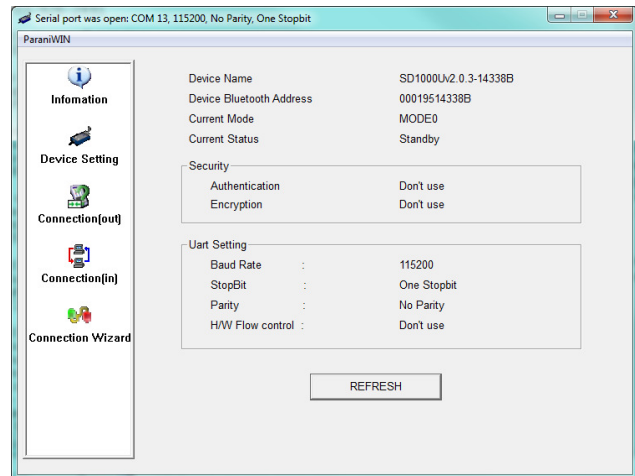 Serial port was open: COM 13, 115200, No Parity, One Stopbit
ParaniWIN
Infomation
Device Setting
Connection(out)
Connection(in)
Connection Wizard
Device Name SD1000Uv2.0.3-14338B
Device Bluetooth Address 00019514338B
Current Mode MODE0
Current Status Standby
Security
Authentication Don't use
Encryption Don't use
Uart Setting
Baud Rate : 115200
StopBit : One Stopbit
Parity : No Parity
H/W Flow control : Don't use
REFRESH